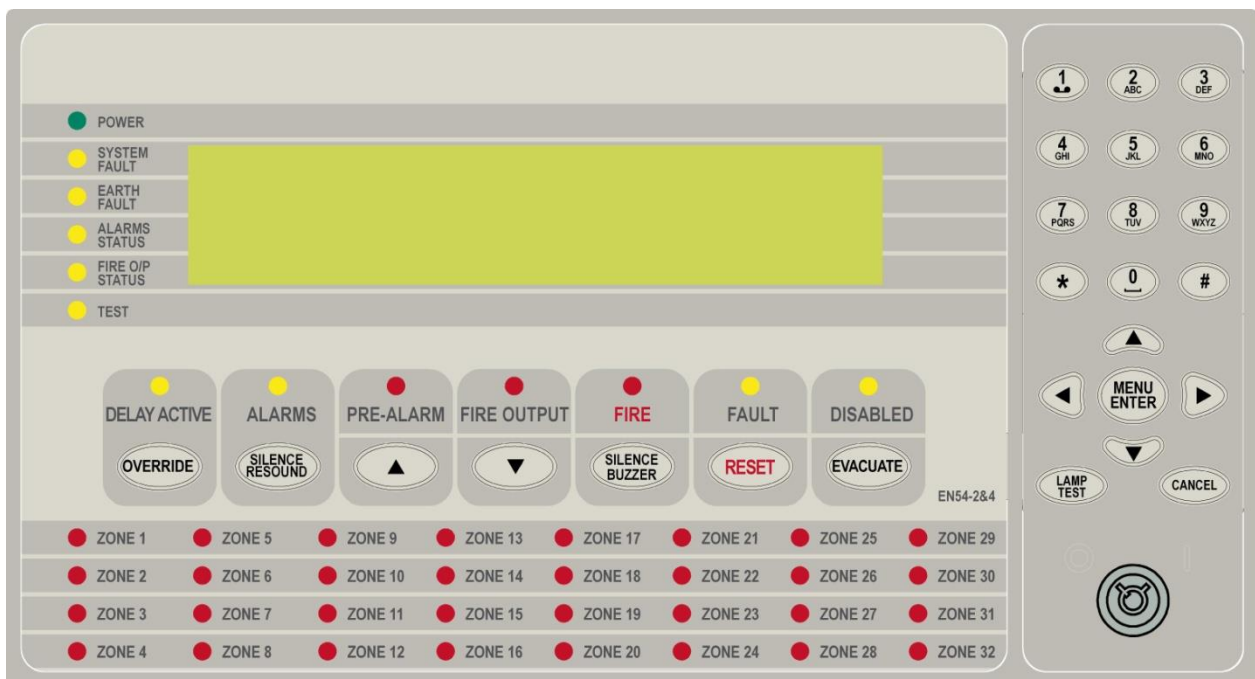 POWER
SYSTEM
FAULT
EARTH
FAULT
ALARMS
STATUS
FIRE O/P
STATUS
TEST
DELAY ACTIVE
ALARMS
PRE-ALARM
FIRE OUTPUT
FIRE
FAULT
DISABLED
OVERRIDE
SILENCE
RESOUND
SILENCE
BUZZER
RESET
EVACUATE
EN54-2&4
ZONE 1 ZONE 5 ZONE 9 ZONE 13 ZONE 17 ZONE 21 ZONE 25 ZONE 29
ZONE 2 ZONE 6 ZONE 10 ZONE 14 ZONE 18 ZONE 22 ZONE 26 ZONE 30
ZONE 3 ZONE 7 ZONE 11 ZONE 15 ZONE 19 ZONE 23 ZONE 27 ZONE 31
ZONE 4 ZONE 8 ZONE 12 ZONE 16 ZONE 20 ZONE 24 ZONE 28 ZONE 32
1 2 3
ABC DEF
4 5 6
GHI JKL MNO
7 8 9
PQRS TUV WXYZ
* 0 #
MENU
ENTER
LAMP
TEST
CANCEL